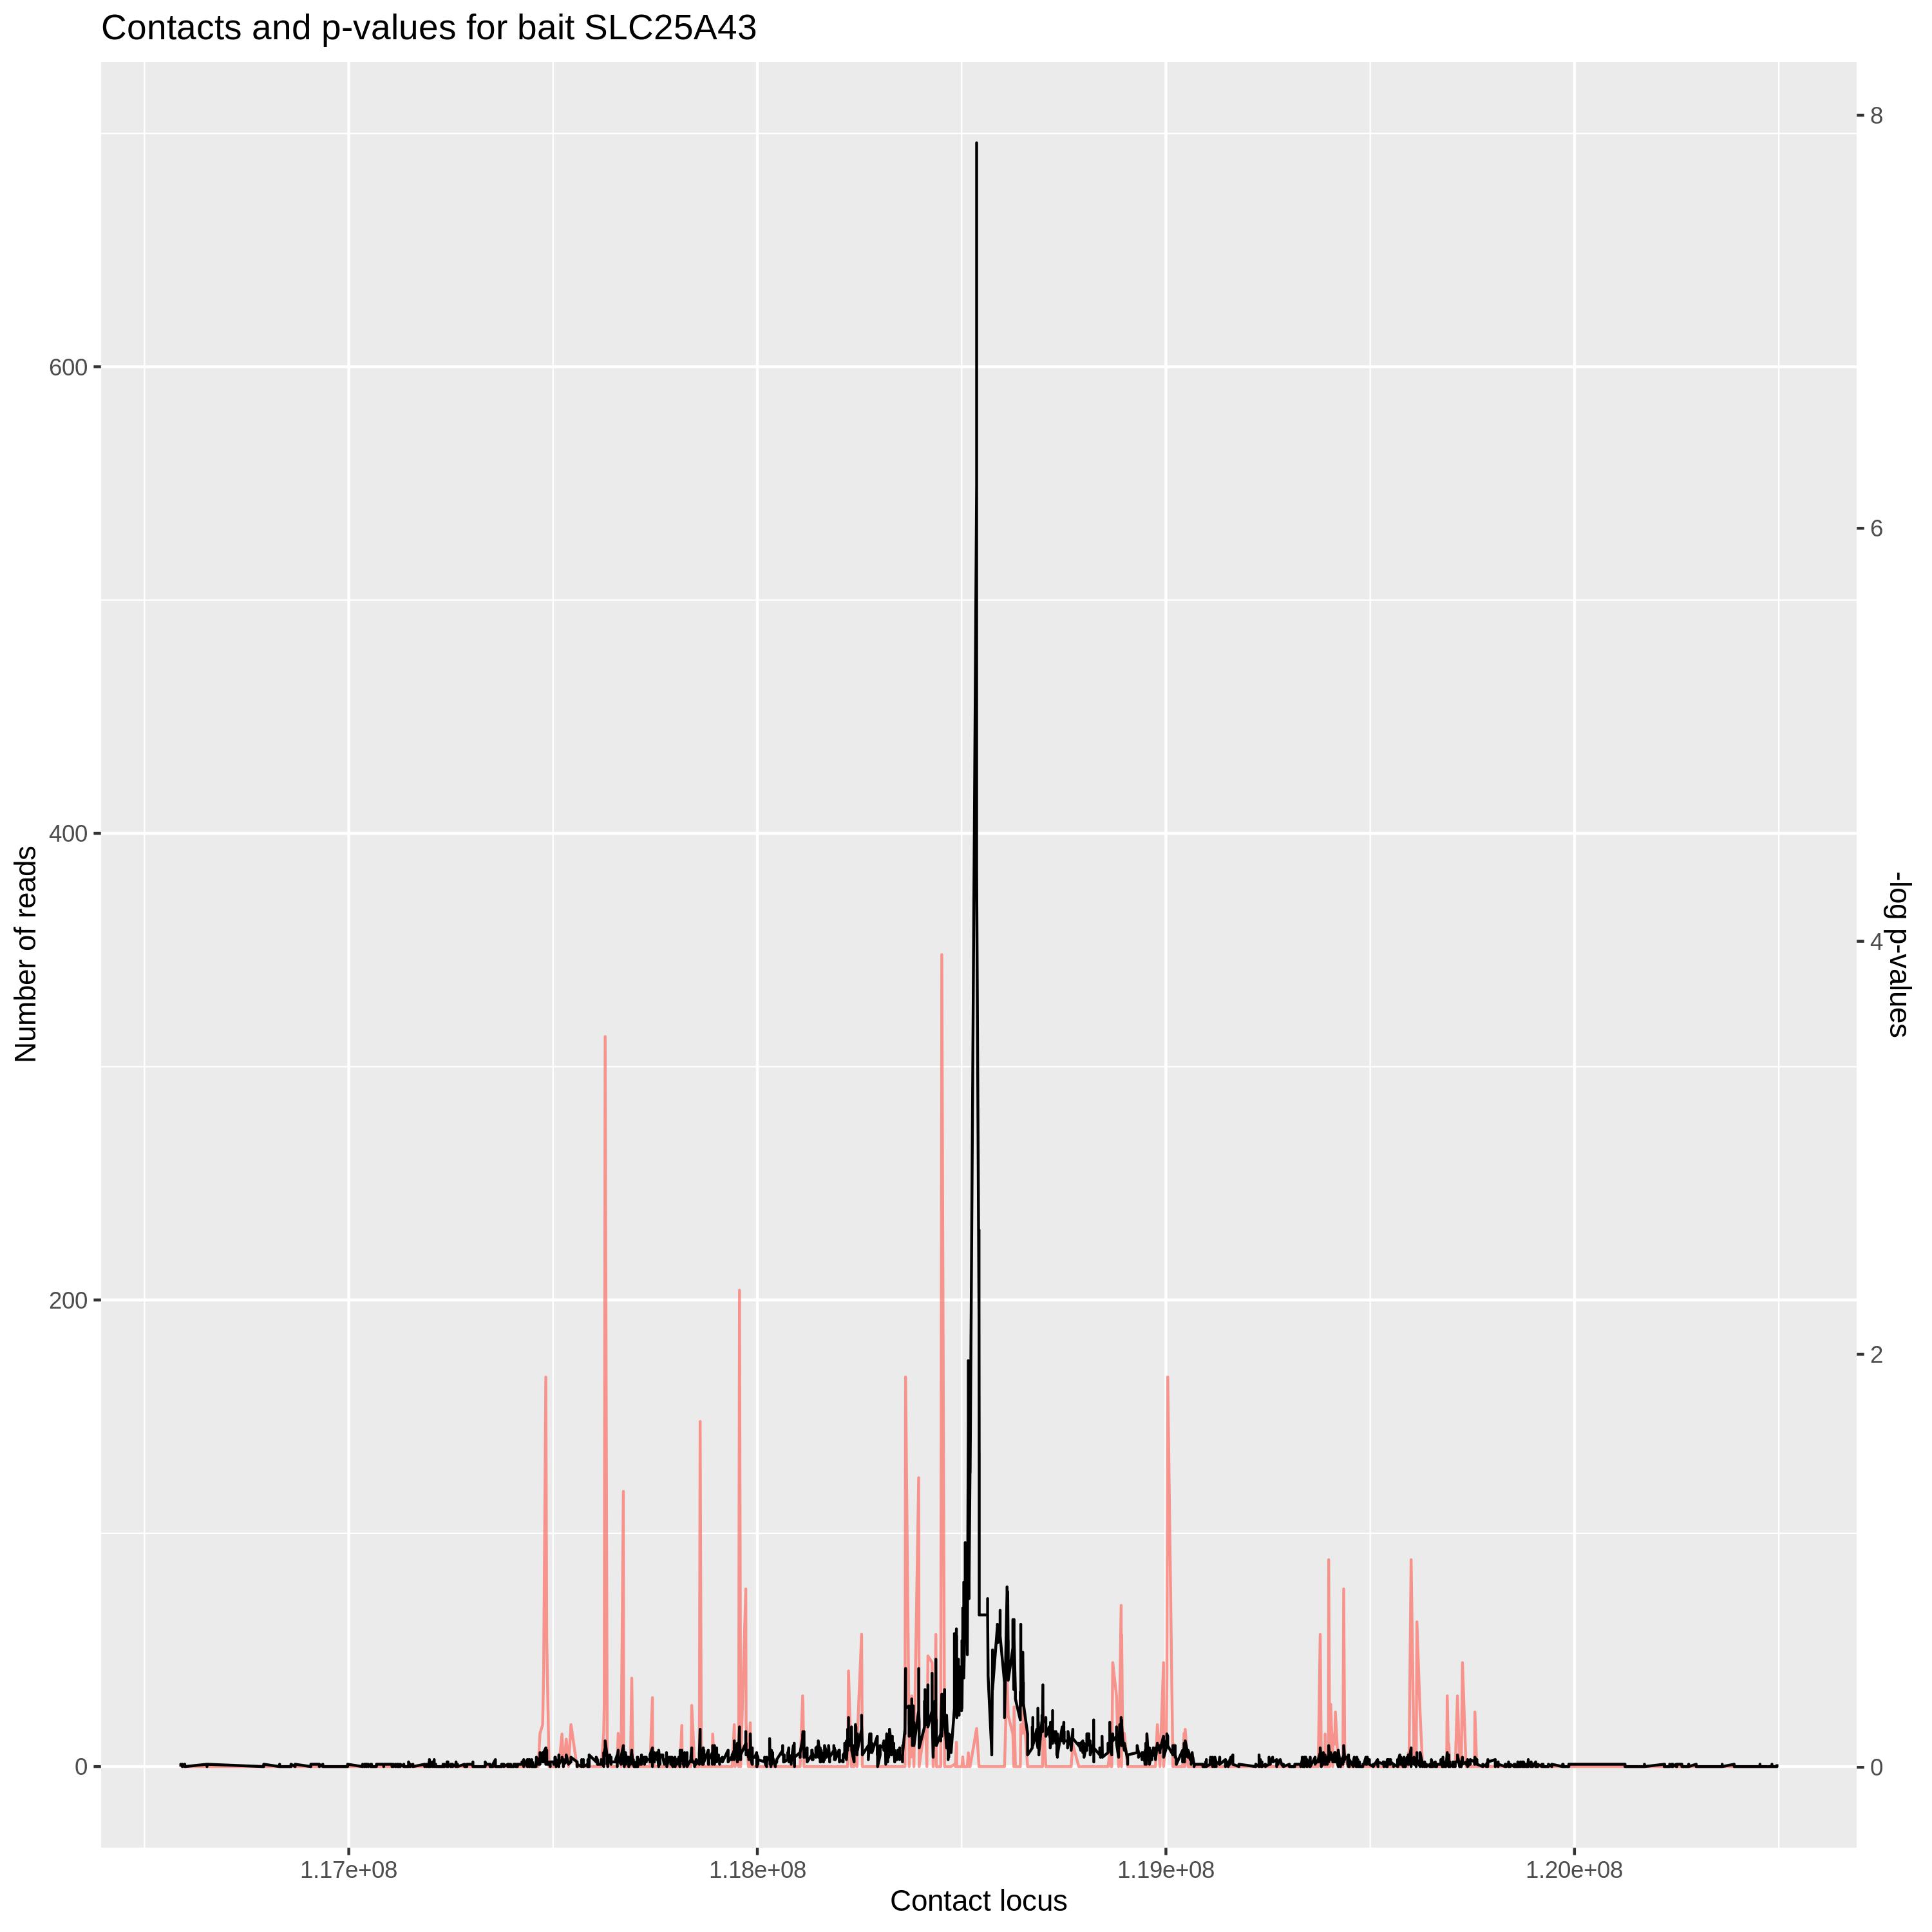 Contacts and p-values for bait SLC25A43
8
600
6
400
4
Number of reads
-log p-values
200
2
0
0
1.17e+08
1.18e+08
1.19e+08
1.20e+08
Contact locus